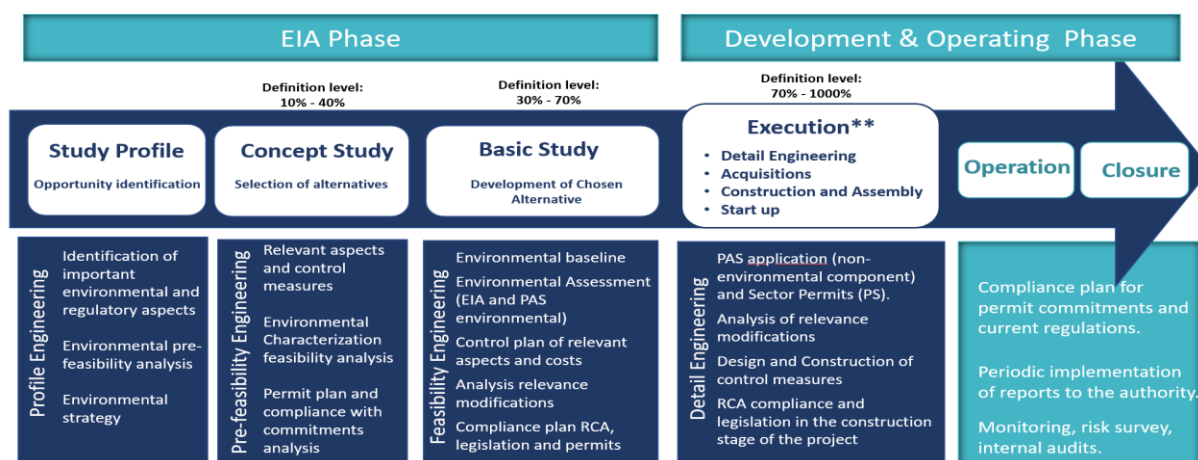 EIA Phase
Development & Operating Phase
Definition level:
10% - 40%
Definition level:
30% - 70%
Definition level:
70% - 1000%
Study Profile
Opportunity identification
Concept Study
Selection of alternatives
Basic Study
Development of Chosen
Alternative
Execution**
• Detail Engineering
• Acquisitions
• Construction and Assembly
• Start up
Operation
Closure
Profile Engineering
Identification of
important
environmental and
regulatory aspects
Environmental pre-
feasibility analysis
Environmental
strategy
Pre-feasibility Engineering
Relevant aspects
and control
measures
Environmental
Characterization
feasibility analysis
Permit plan and
compliance with
commitments
analysis
Feasibility Engineering
Environmental baseline
Environmental Assessment
(EIA and PAS
environmental)
Control plan of relevant
aspects and costs
Analysis relevance
modifications
Compliance plan RCA,
legislation and permits
Detail Engineering
PAS application (non-
environmental component)
and Sector Permits (PS).
Analysis of relevance
modifications
Design and Construction of
control measures
RCA compliance and
legislation in the construction
stage of the project
Compliance plan for
permit commitments and
current regulations.
Periodic implementation
of reports to the authority.
Monitoring, risk survey,
internal audits.